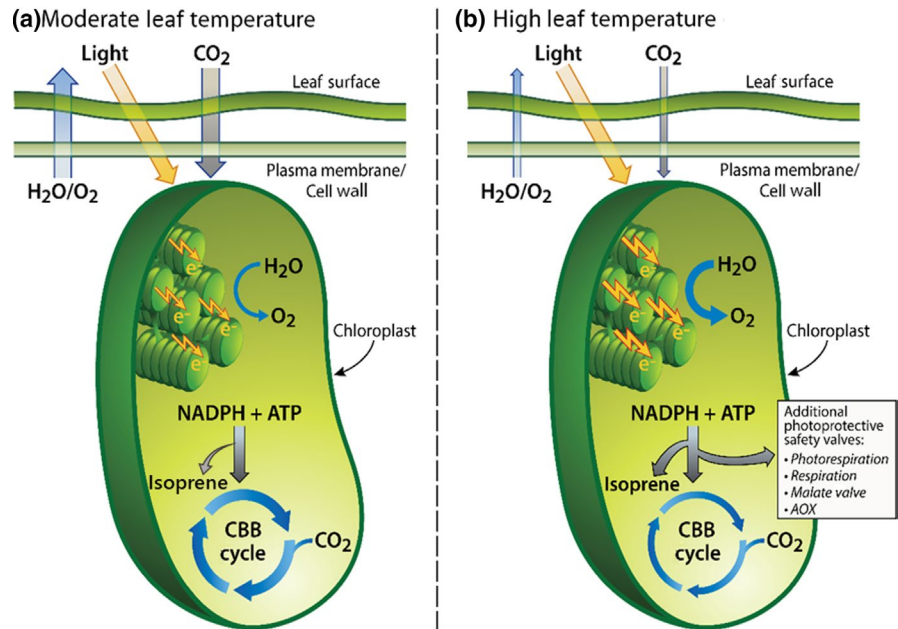 (a) Moderate leaf temperature
Light
CO₂
Leaf surface
Plasma membrane/
Cell wall
H₂O/O₂
e⁻
e⁻
e⁻
e⁻
H₂O
O₂
Chloroplast
NADPH + ATP
Isoprene
CBB
cycle
CO₂
(b) High leaf temperature
Light
CO₂
Leaf surface
Plasma membrane/
Cell wall
H₂O/O₂
e⁻
e⁻
e⁻
e⁻
H₂O
O₂
Chloroplast
NADPH + ATP
Additional
photoprotective
safety valves:
• Photorespiration
• Respiration
• Malate valve
• AOX
Isoprene
CBB
cycle
CO₂